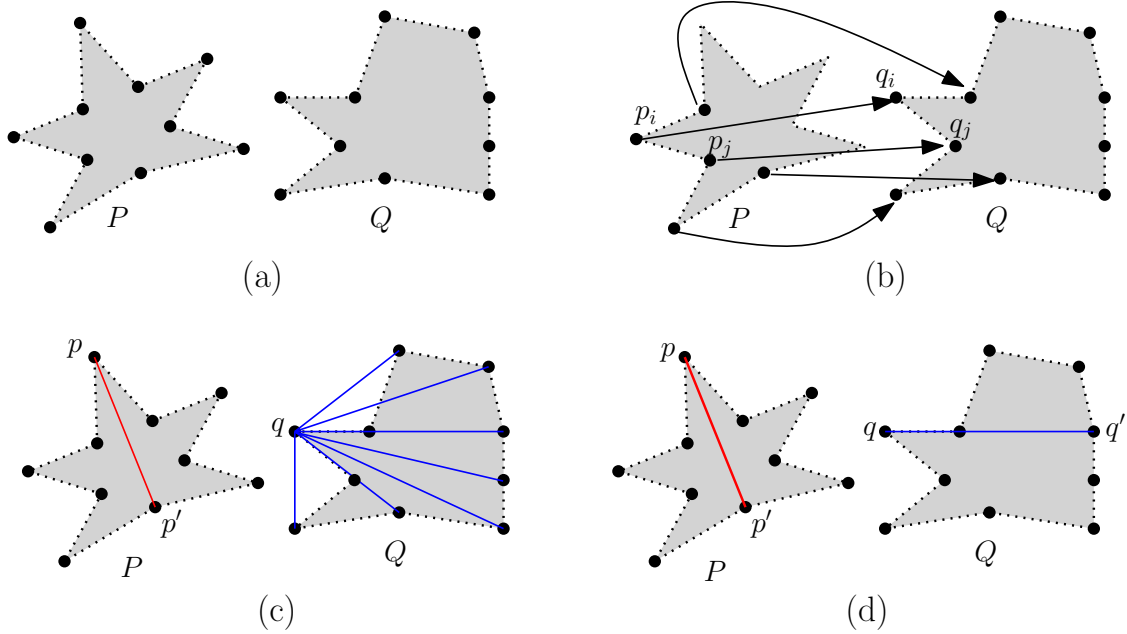 P Q
(a)
p_i p_j q_i q_j
P Q
(b)
p p' q
P Q
(c)
p p' q q'
P Q
(d)